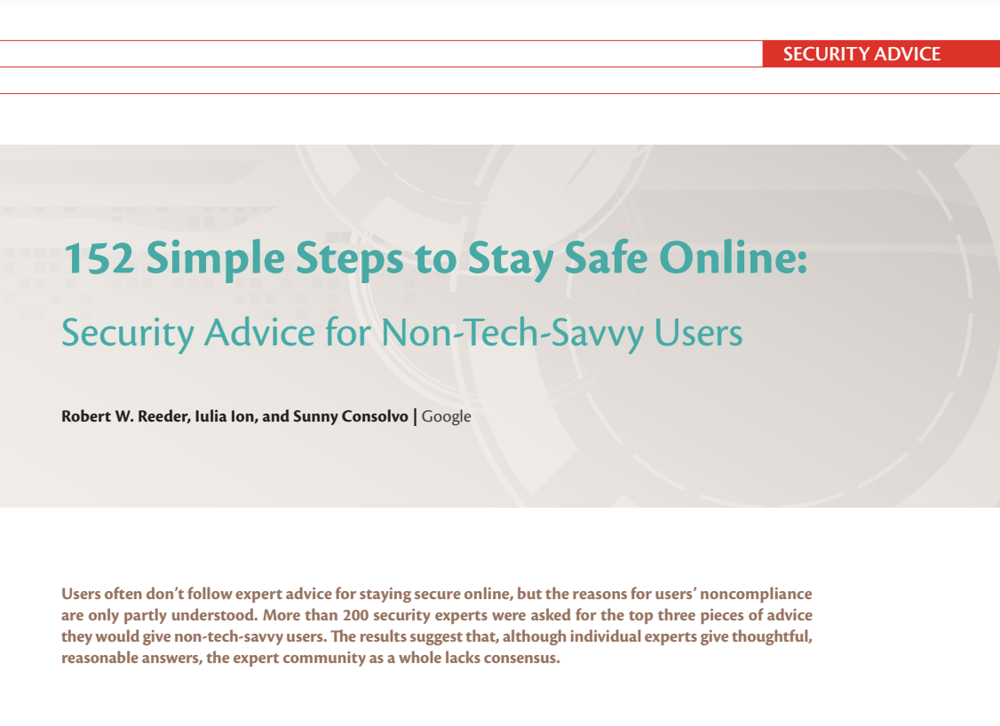 SECURITY ADVICE
152 Simple Steps to Stay Safe Online:
Security Advice for Non-Tech-Savvy Users
Robert W. Reeder, Iulia Ion, and Sunny Consolvo | Google
Users often don’t follow expert advice for staying secure online, but the reasons for users’ noncompliance
are only partly understood. More than 200 security experts were asked for the top three pieces of advice
they would give non-tech-savvy users. The results suggest that, although individual experts give thoughtful,
reasonable answers, the expert community as a whole lacks consensus.